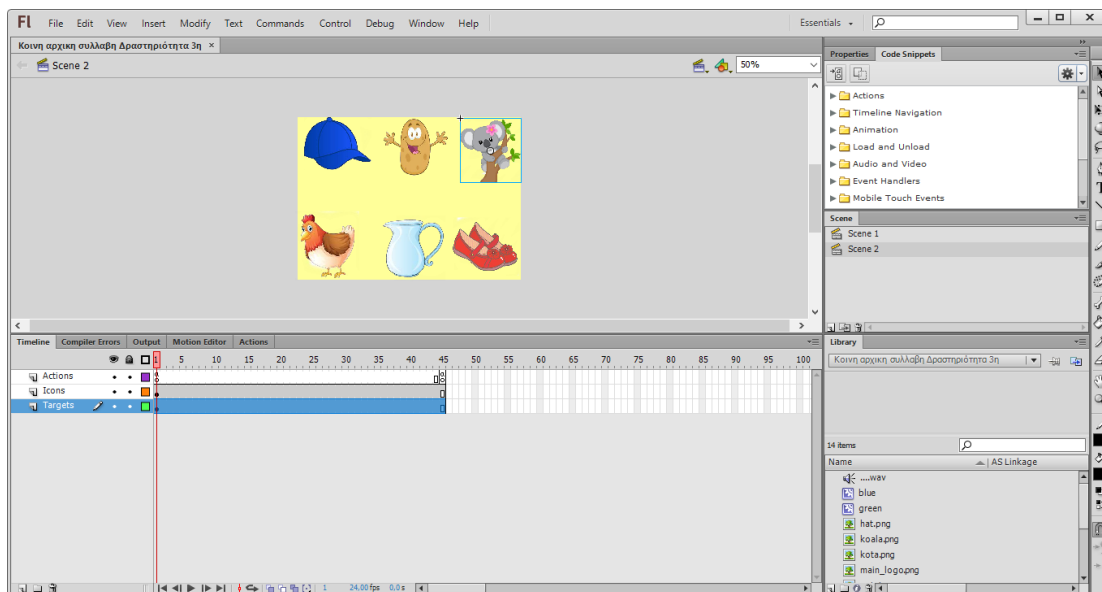 Fl File Edit View Insert Modify Text Commands Control Debug Window Help Essentials
Κοινη αρχικη συλλαβη Δραστηριότητα 3η ×
Scene 2 50%
Properties Code Snippets
Actions
Timeline Navigation
Animation
Load and Unload
Audio and Video
Event Handlers
Mobile Touch Events
Scene
Scene 1
Scene 2
Timeline Compiler Errors Output Motion Editor Actions
1 5 10 15 20 25 30 35 40 45 50 55 60 65 70 75 80 85 90 95 100
Actions
Icons
Targets
1 24.00 fps 0.0 s
Library
Κοινη αρχικη συλλαβη Δραστηριότητα 3η
14 items
Name AS Linkage
....wav
blue
green
hat.png
koala.png
kota.png
main_logo.png